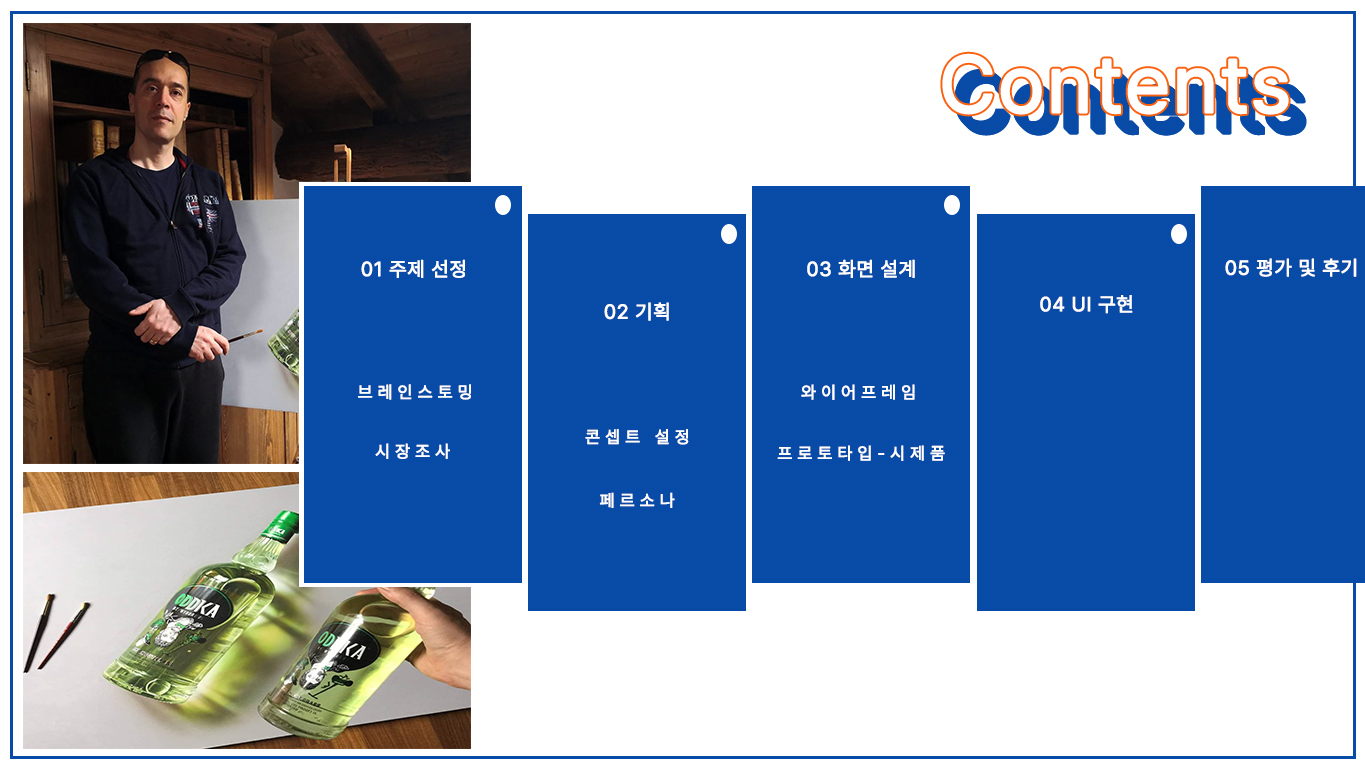 Contents
01 주제 선정
브레인스토밍
시장조사
02 기획
콘셉트 설정
페르소나
03 화면 설계
와이어프레임
프로토타입-시제품
04 UI 구현
05 평가 및 후기
ODDKA
ODDKA